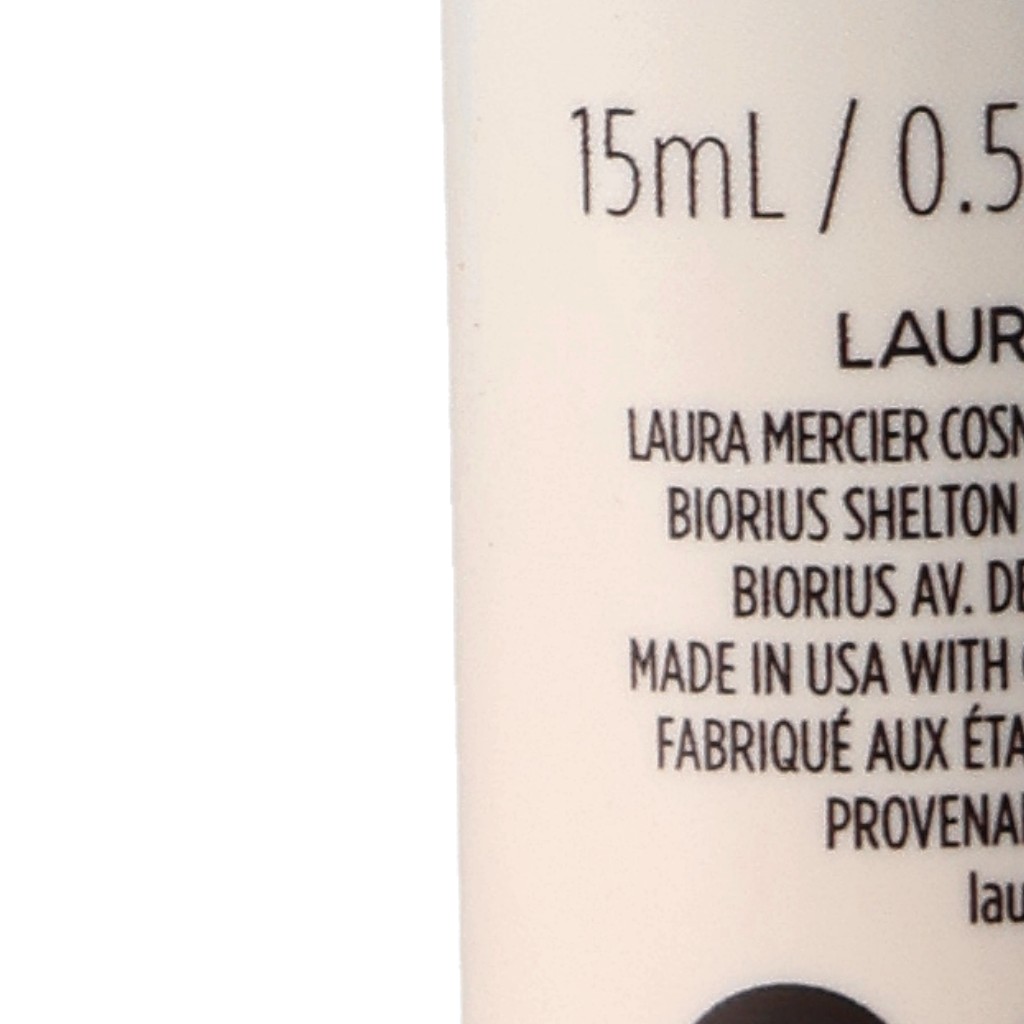 15mL / 0.5
LAUR
LAURA MERCIER COSM
BIORIUS SHELTON
BIORIUS AV. DE
MADE IN USA WITH
FABRIQUÉ AUX ÉTA
PROVENA
lau